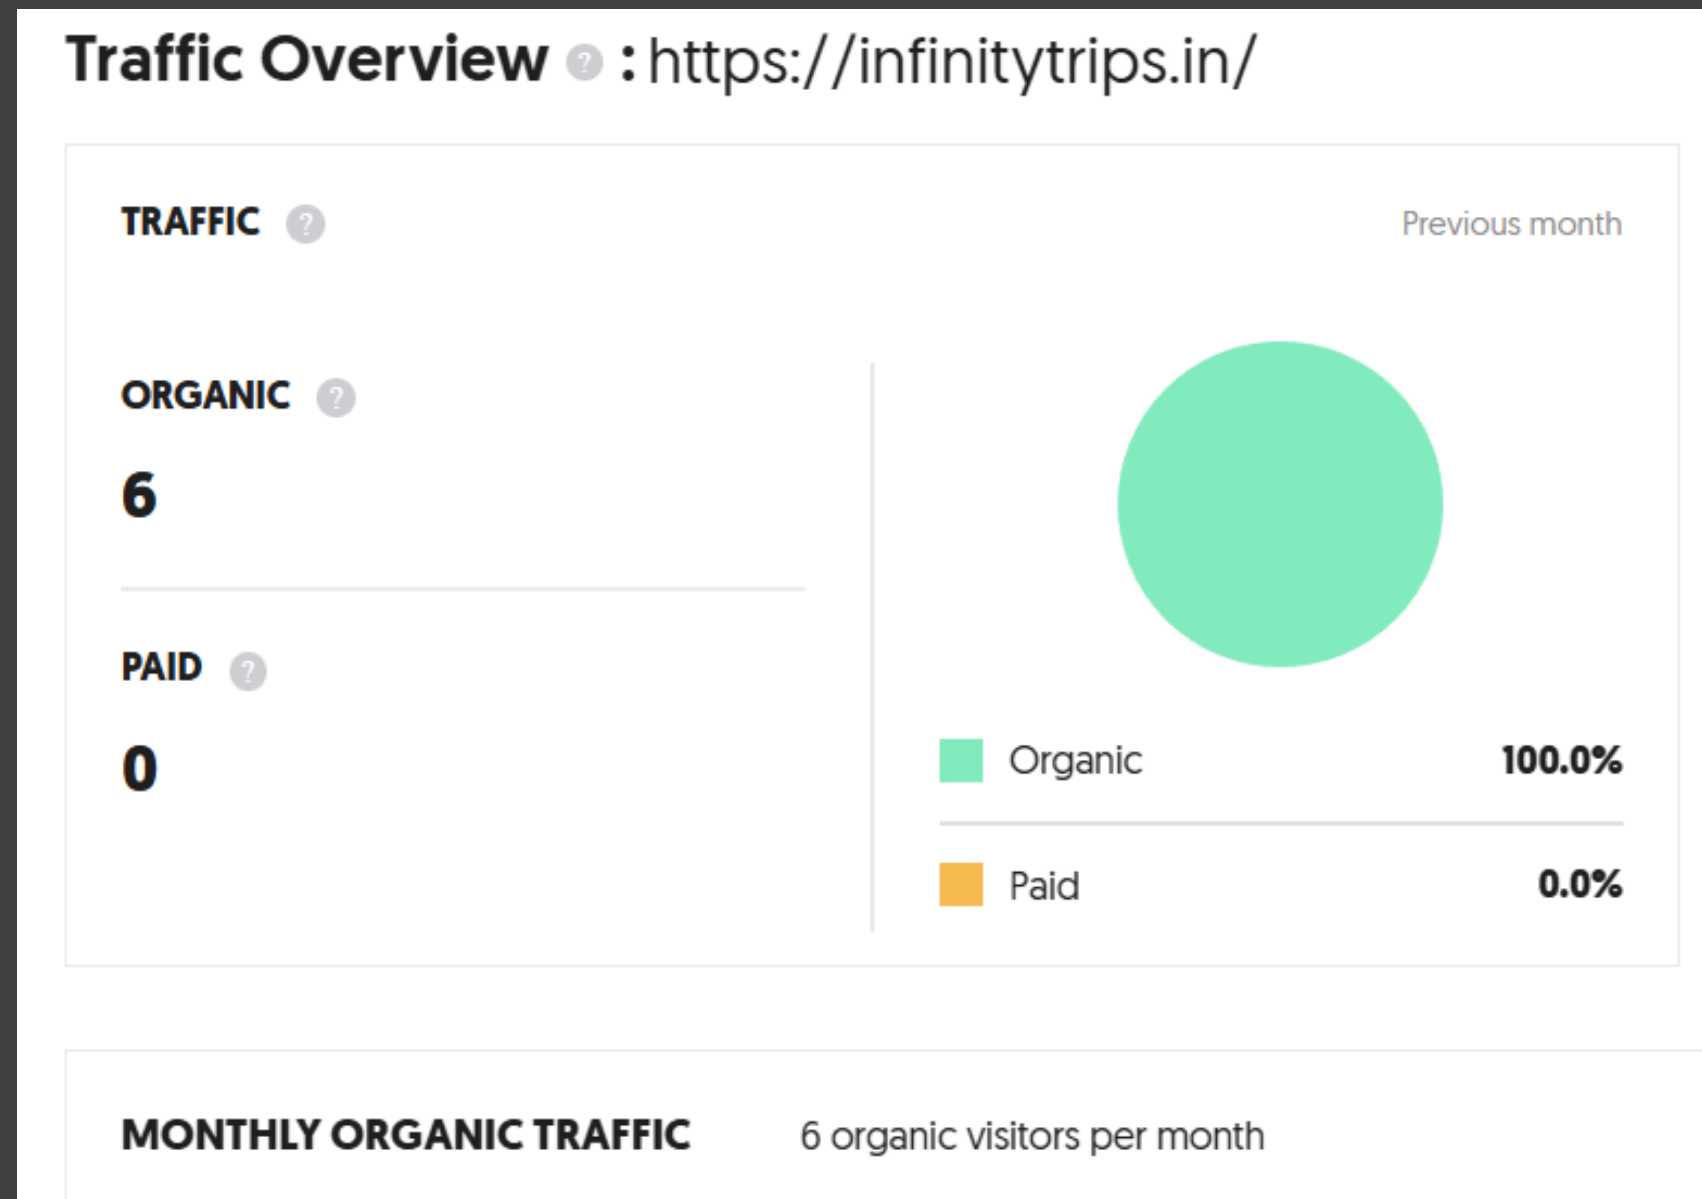 Traffic Overview ? : https://infinitytrips.in/
TRAFFIC ?
Previous month
ORGANIC ?
6
PAID ?
0
Organic 100.0%
Paid 0.0%
MONTHLY ORGANIC TRAFFIC 6 organic visitors per month